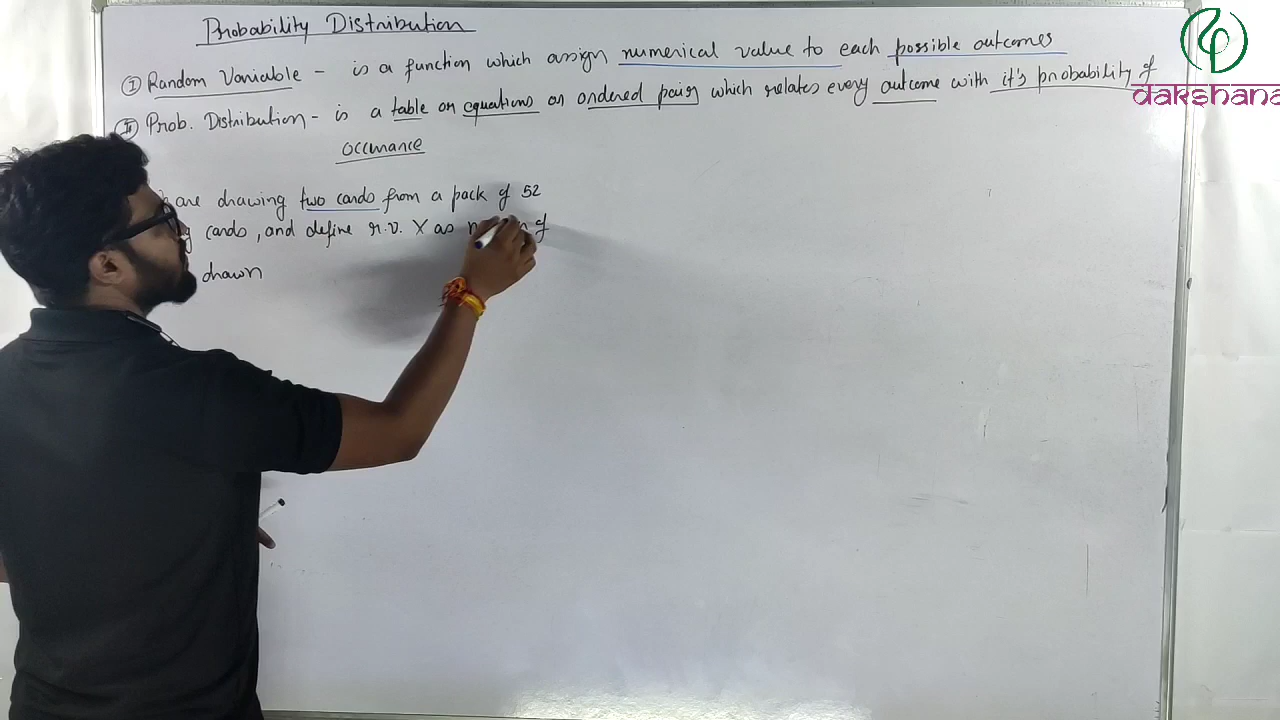 Probability Distribution
dakshana
I Random Variable - is a function which assign numerical value to each possible outcomes
II Prob. Distribution - is a table or equations or ordered pairs which relates every outcome with it's probability of
occurance
are drawing two cards from a pack of 52
cards, and define r.v. X as of
drawn